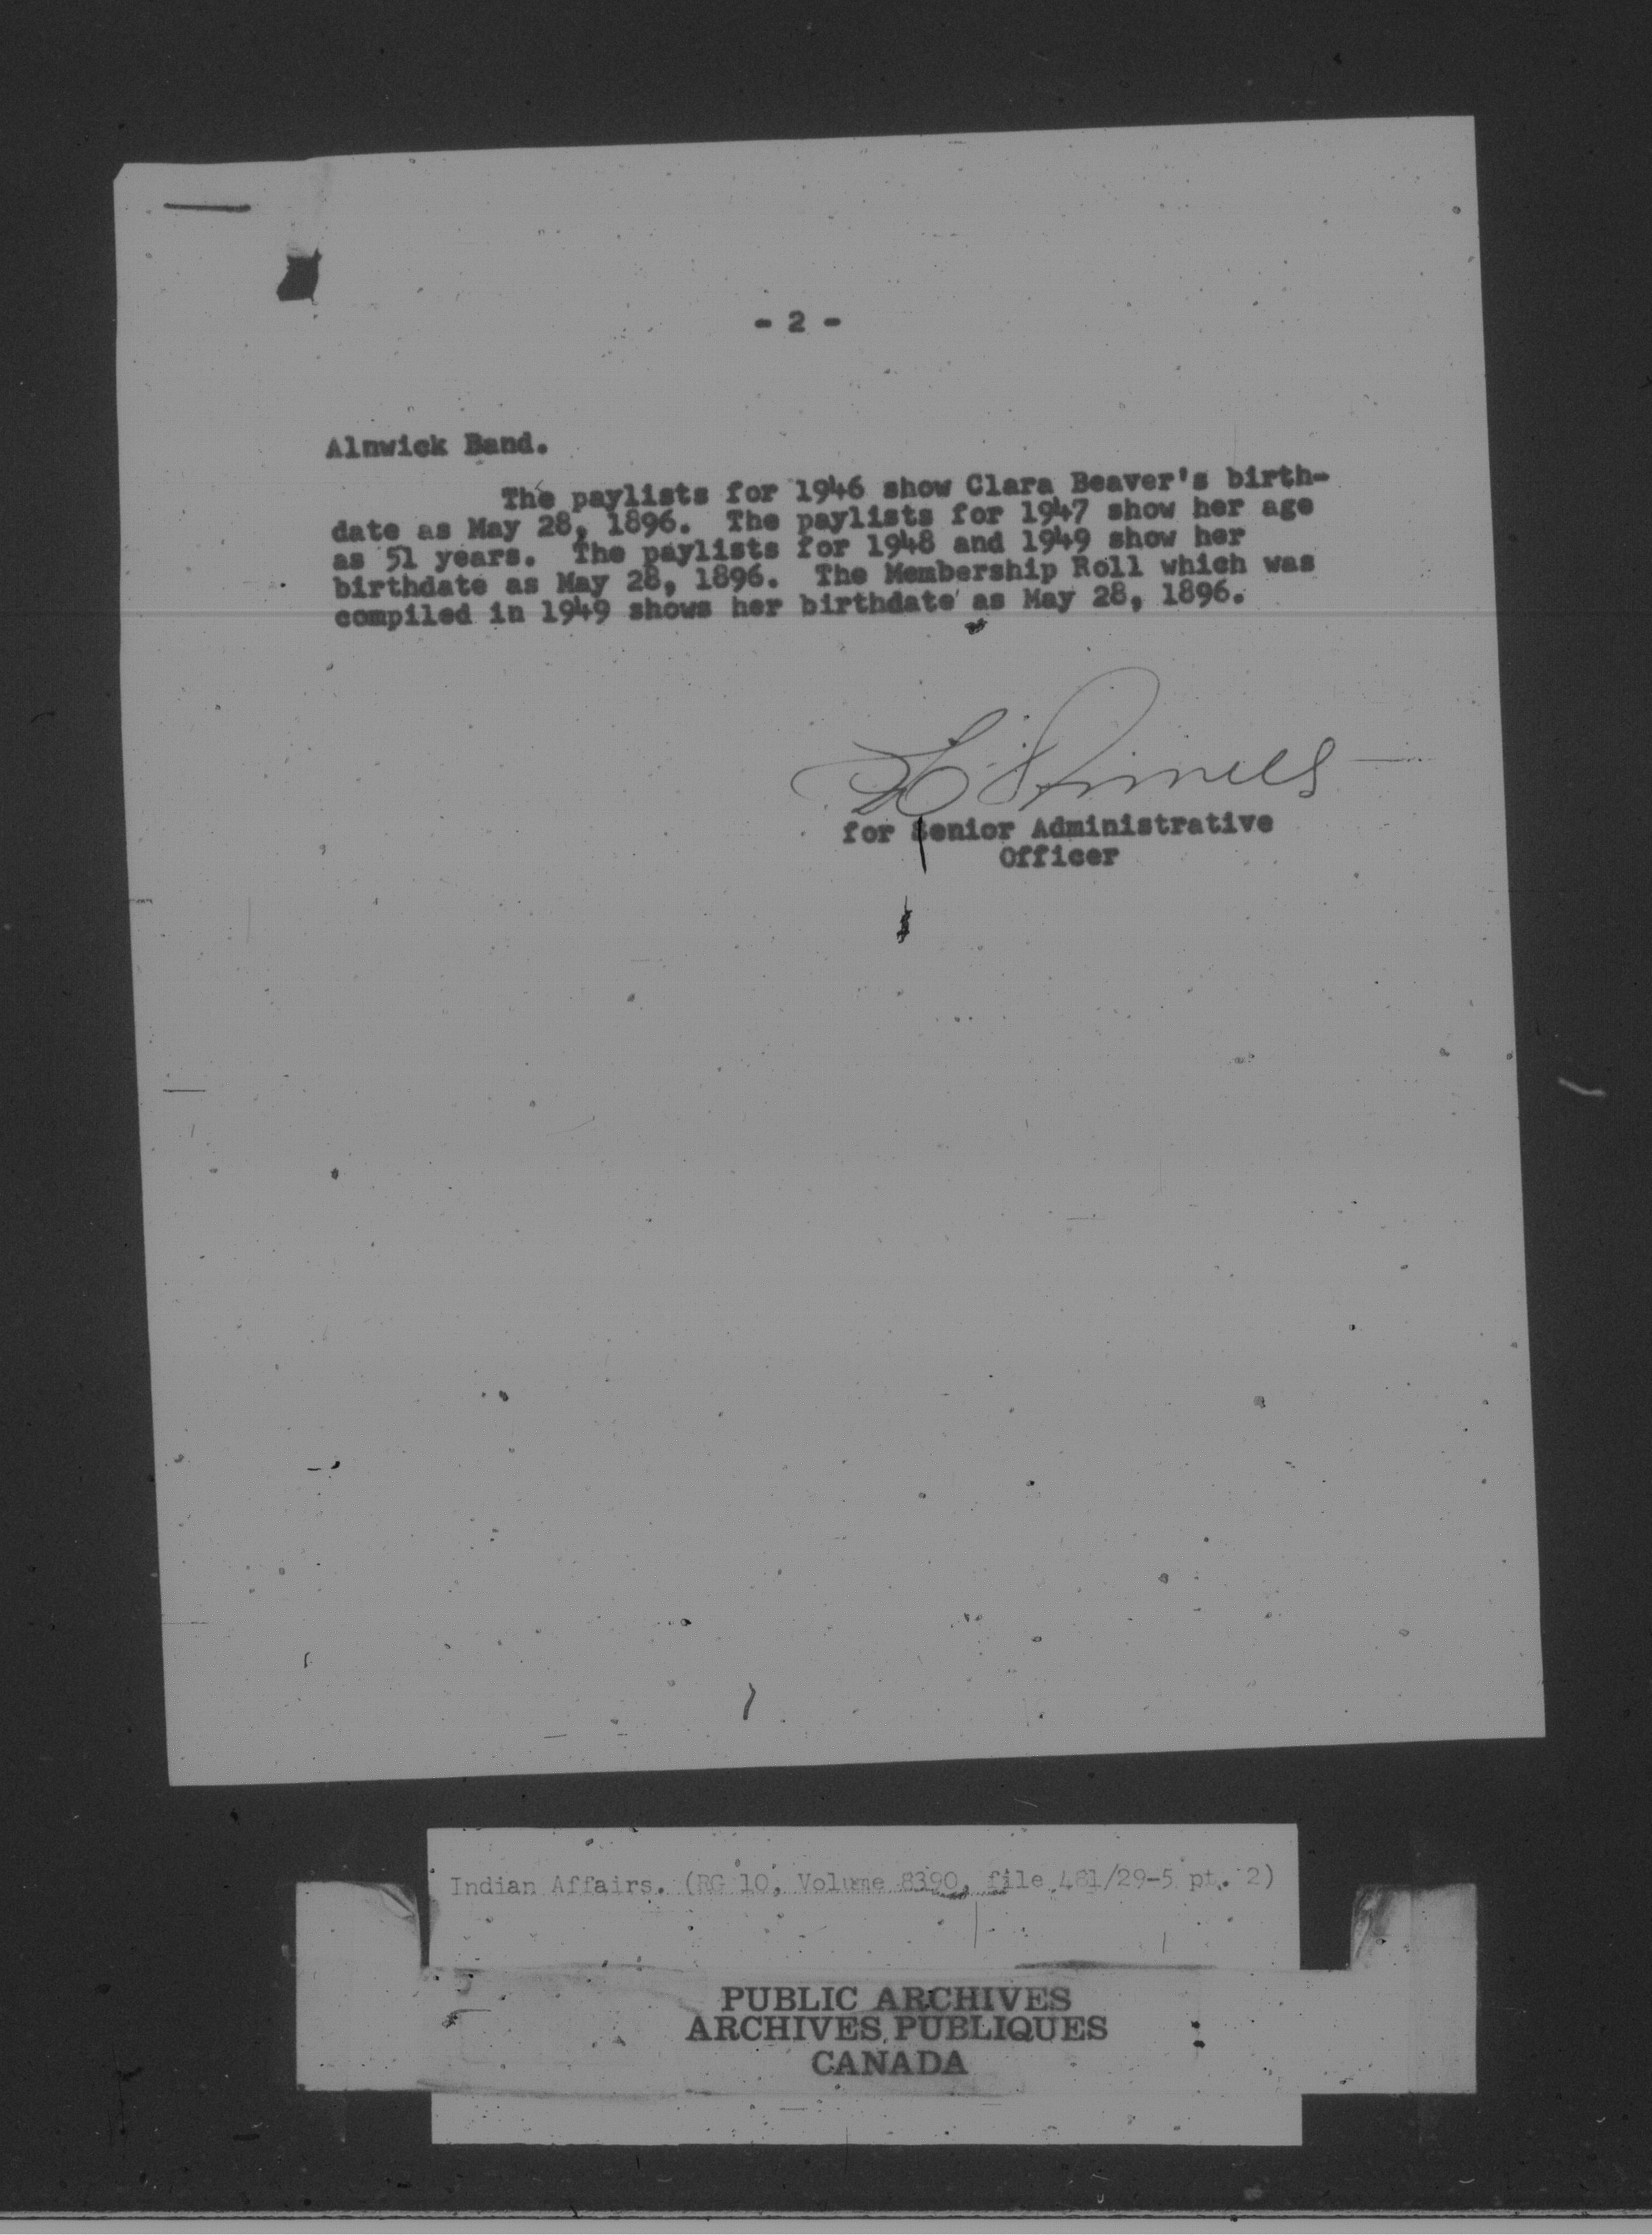 - 2 -
Alnwick Band.
The paylists for 1946 show Clara Beaver's birth-
date as May 28, 1896. The paylists for 1947 show her age
as 51 years. The paylists for 1948 and 1949 show her
birthdate as May 28, 1896. The Membership Roll which was
compiled in 1949 shows her birthdate as May 28, 1896.
for Senior Administrative
Officer
Indian Affairs. (RG 10, Volume 8390, file 481/29-5 pt. 2)
PUBLIC ARCHIVES
ARCHIVES PUBLIQUES
CANADA